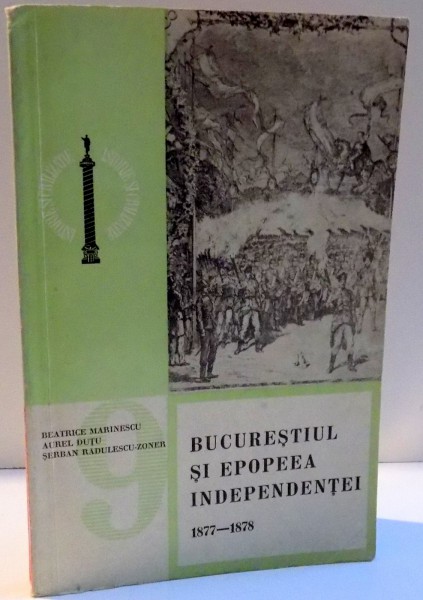 BEATRICE MARINESCU
AUREL DUȚU
ȘERBAN RADULESCU-ZONER
9
BUCUREȘTIUL
ȘI EPOPEEA
INDEPENDENȚEI
1877—1878